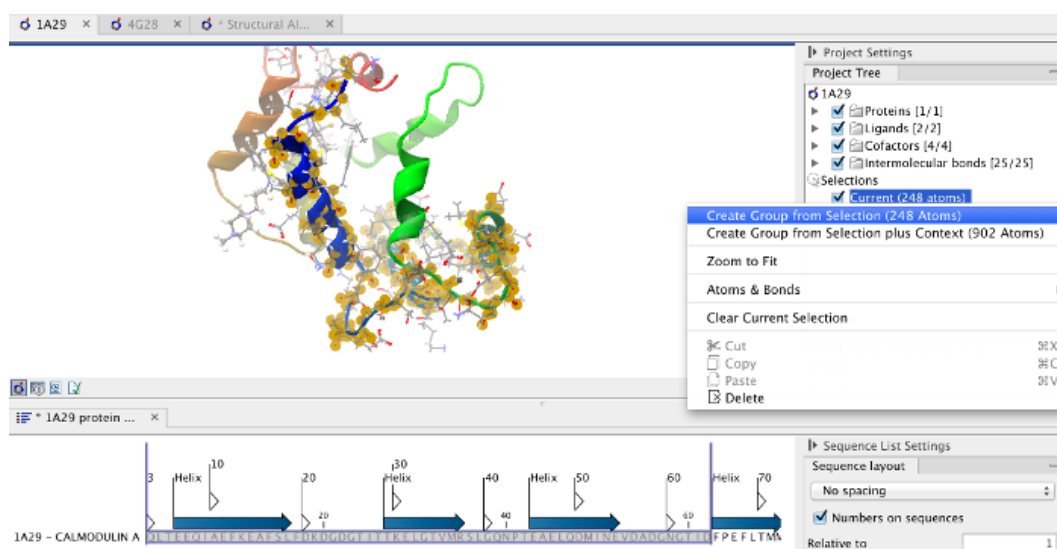 1A29 × 4G28 × * Structural Al... ×
Project Settings
Project Tree
1A29
Proteins [1/1]
Ligands [2/2]
Cofactors [4/4]
Intermolecular bonds [25/25]
Selections
Current (248 atoms)
Create Group from Selection (248 Atoms)
Create Group from Selection plus Context (902 Atoms)
Zoom to Fit
Atoms & Bonds
Clear Current Selection
Cut ⌘X
Copy ⌘C
Paste ⌘V
Delete
* 1A29 protein ... ×
Sequence List Settings
Sequence layout
No spacing
Numbers on sequences
Relative to 1
3 Helix 10 20 Helix 30 40 Helix 50 60 Helix 70
20 40 60
1A29 - CALMODULIN A FPEFLTM